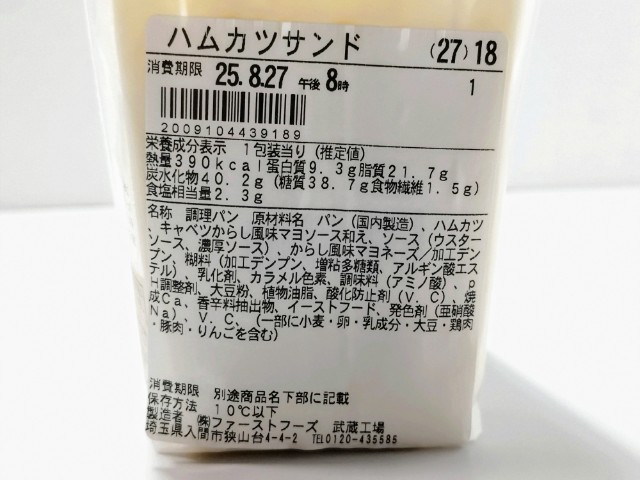 ハムカツサンド (27)18
消費期限 25.8.27 午後 8時 1
2009104439189
栄養成分表示 1包装当り (推定値)
熱量390kcal蛋白質9.3g脂質21.7g
炭水化物40.2g(糖質38.7g食物繊維1.5g)
食塩相当量2.3g
名称 調理パン 原材料名 パン(国内製造)、ハムカツ
、キャベツからし風味マヨソース和え、ソース(ウスター
ソース、濃厚ソース)、からし風味マヨネーズ/加工デン
プン、糊料(加工デンプン、増粘多糖類、アルギン酸エス
テル)、乳化剤、カラメル色素、調味料(アミノ酸)、p
H調整剤、大豆粉、植物油脂、酸化防止剤(V.C)、焼
成Ca、香辛料抽出物、イーストフード、発色剤(亜硝酸
Na)、V.C、(一部に小麦・卵・乳成分・大豆・鶏肉
・豚肉・りんごを含む)
消費期限 別途商品名下部に記載
保存方法 10℃以下
製造者 ㈱ファーストフーズ 武蔵工場
埼玉県入間市狭山台4-4-2 TEL0120-435585